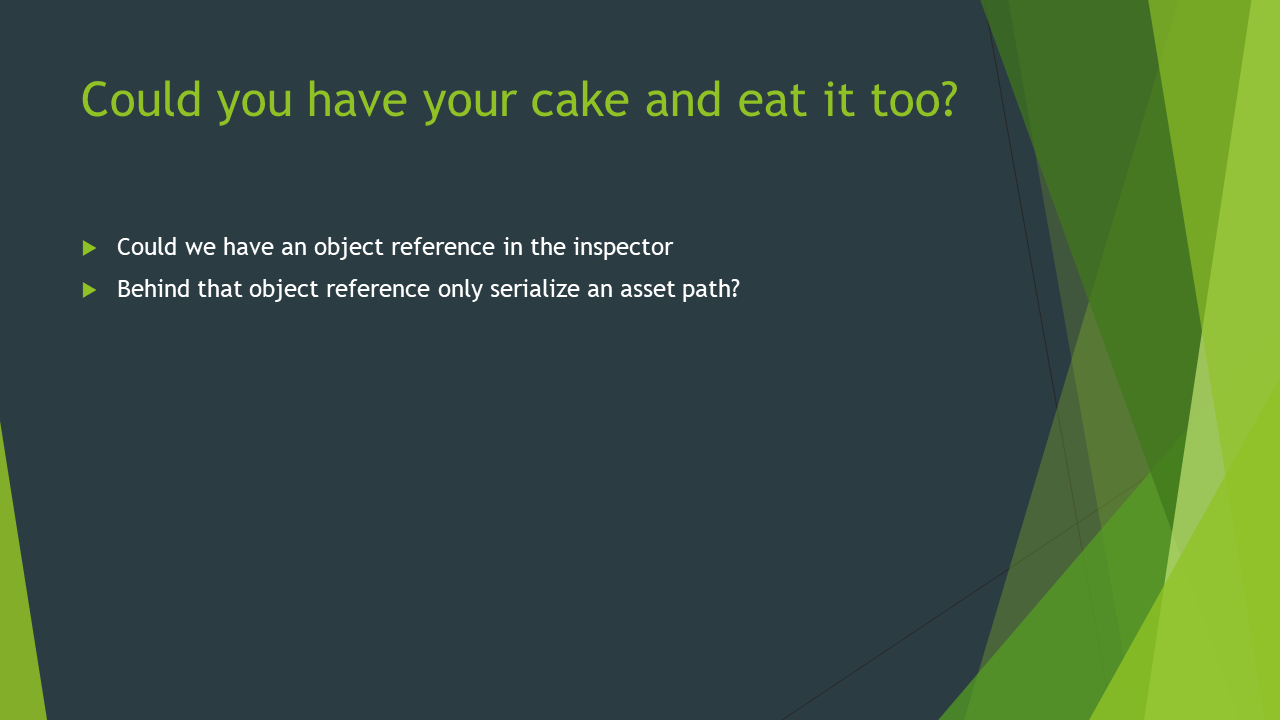 Could you have your cake and eat it too?
Could we have an object reference in the inspector
Behind that object reference only serialize an asset path?